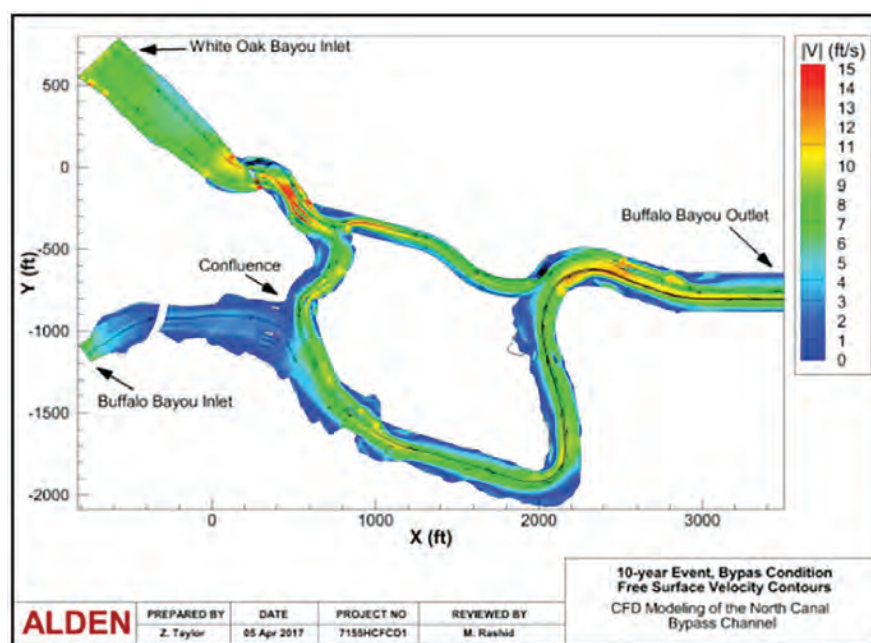 White Oak Bayou Inlet
|V| (ft/s)
15
14
13
12
11
10
9
8
7
6
5
4
3
2
1
0
500
0
-500
-1000
-1500
-2000
Y (ft)
Buffalo Bayou Outlet
Confluence
Buffalo Bayou Inlet
0 1000 2000 3000
X (ft)
10-year Event, Bypas Condition
Free Surface Velocity Contours
CFD Modeling of the North Canal
Bypass Channel
ALDEN
PREPARED BY DATE PROJECT NO REVIEWED BY
Z. Taylor 05 Apr 2017 7155HCFCD1 M. Rashid